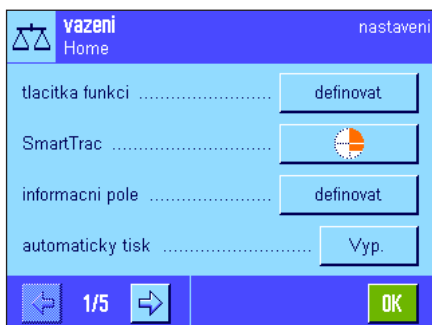 vazeni
nastaveni
Home
tlacitka funkci ........................ definovat
SmartTrac ............................
informacni pole ...................... definovat
automaticky tisk ........................... Vyp.
1/5
OK